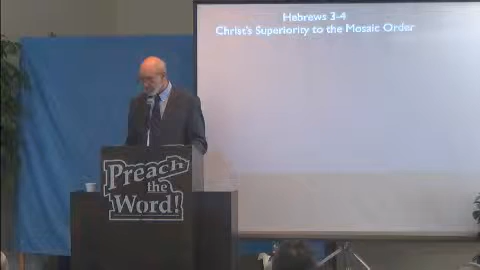 Hebrews 3-4
Christ's Superiority to the Mosaic Order
Preach
the
Word!